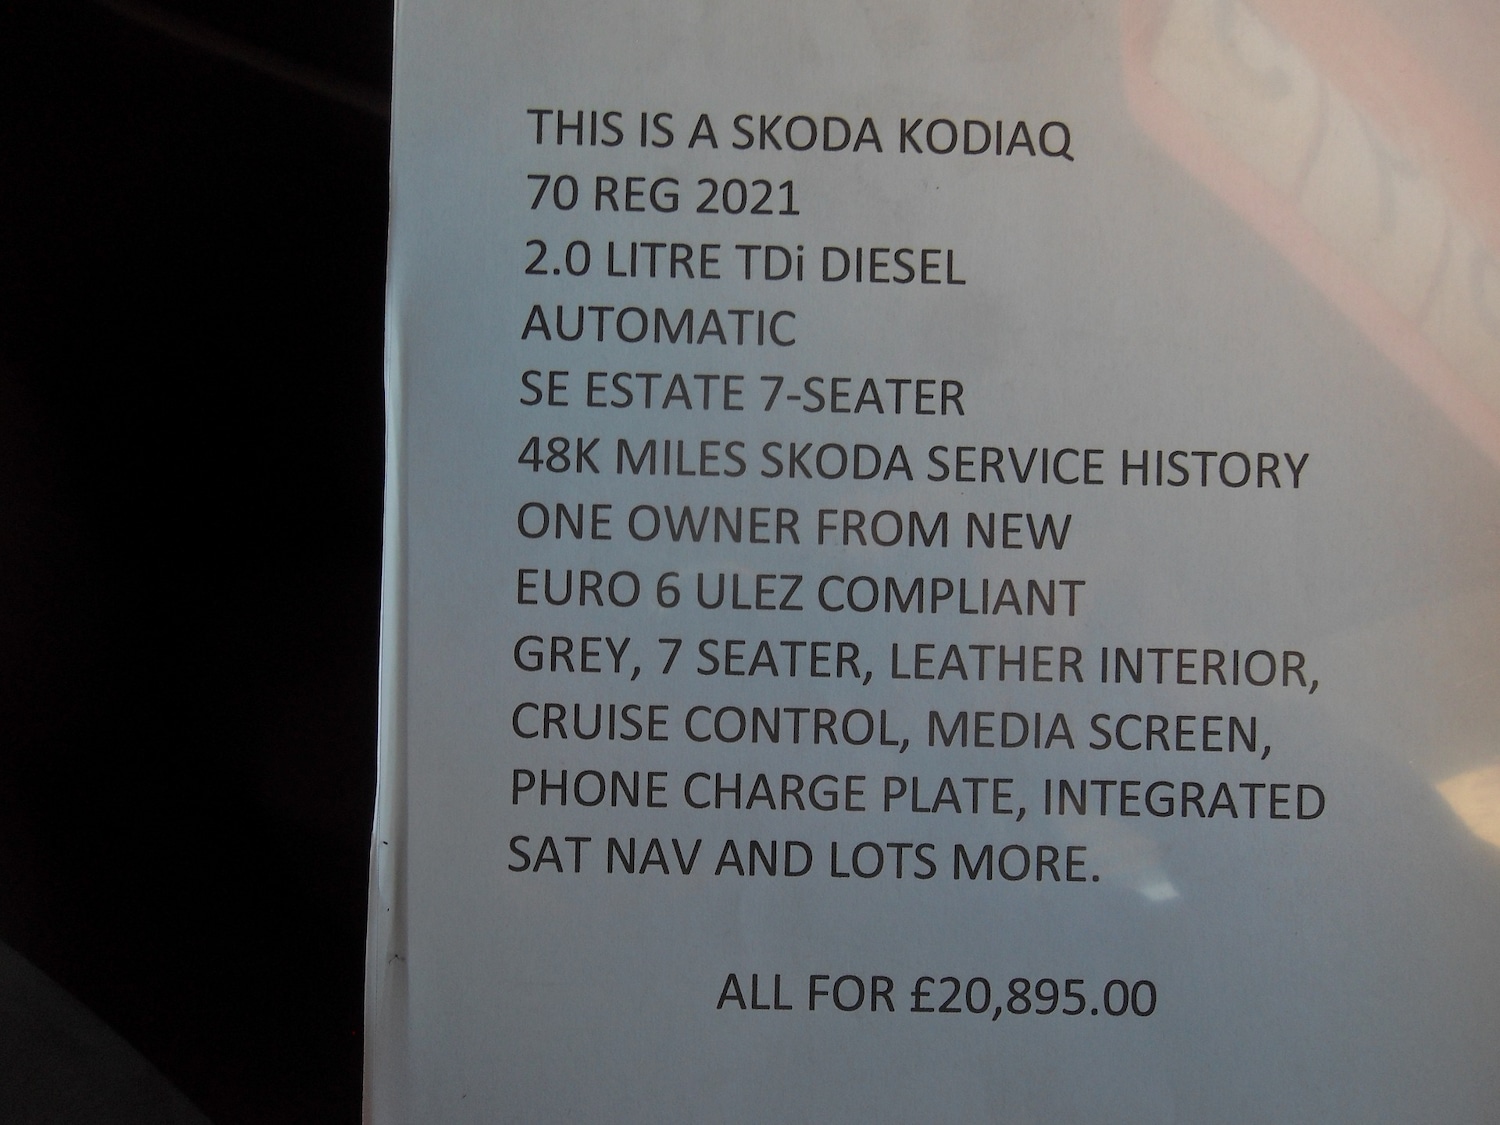 THIS IS A SKODA KODIAQ
70 REG 2021
2.0 LITRE TDi DIESEL
AUTOMATIC
SE ESTATE 7-SEATER
48K MILES SKODA SERVICE HISTORY
ONE OWNER FROM NEW
EURO 6 ULEZ COMPLIANT
GREY, 7 SEATER, LEATHER INTERIOR,
CRUISE CONTROL, MEDIA SCREEN,
PHONE CHARGE PLATE, INTEGRATED
SAT NAV AND LOTS MORE.
ALL FOR £20,895.00